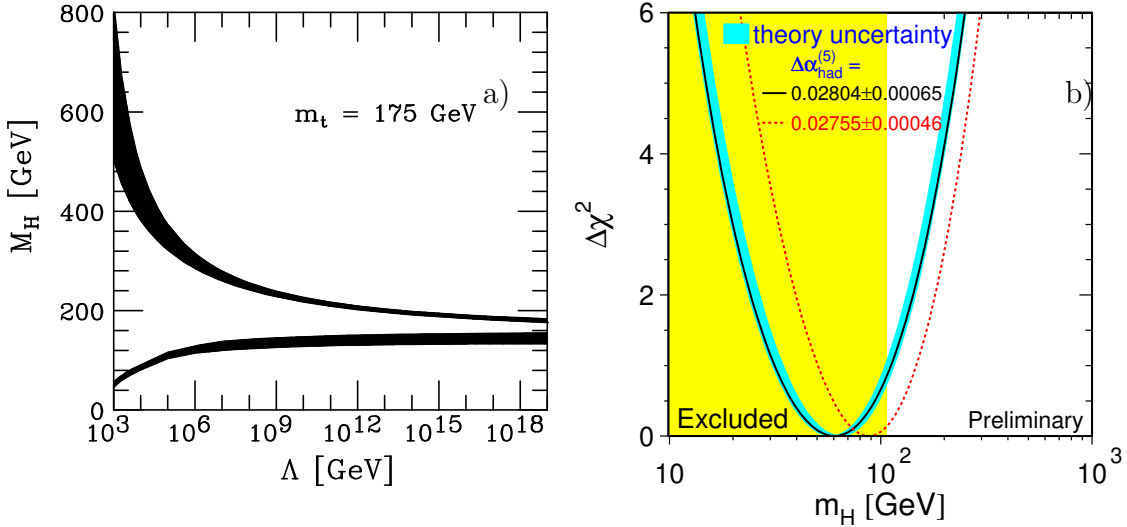 800
600
400
200
0
M_H [GeV]
a)
m_t = 175 GeV
10^3
10^6
10^9
10^12
10^15
10^18
Λ [GeV]
6
4
2
0
Δχ^2
theory uncertainty
Δα_had^(5) =
0.02804±0.00065
0.02755±0.00046
b)
Excluded
Preliminary
10
10^2
10^3
m_H [GeV]